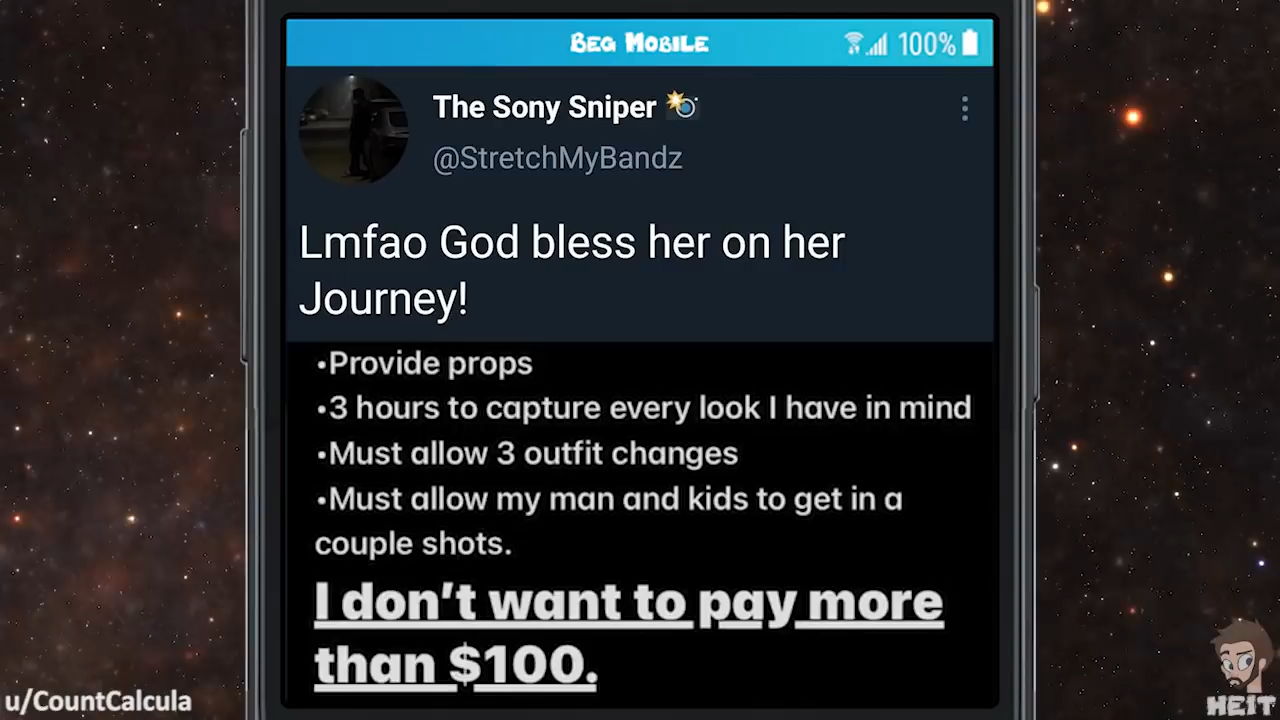 BEG MOBILE 100%
The Sony Sniper
@StretchMyBandz
Lmfao God bless her on her
Journey!
•Provide props
•3 hours to capture every look I have in mind
•Must allow 3 outfit changes
•Must allow my man and kids to get in a
couple shots.
I don't want to pay more
than $100.
u/CountCalcula
HEIT